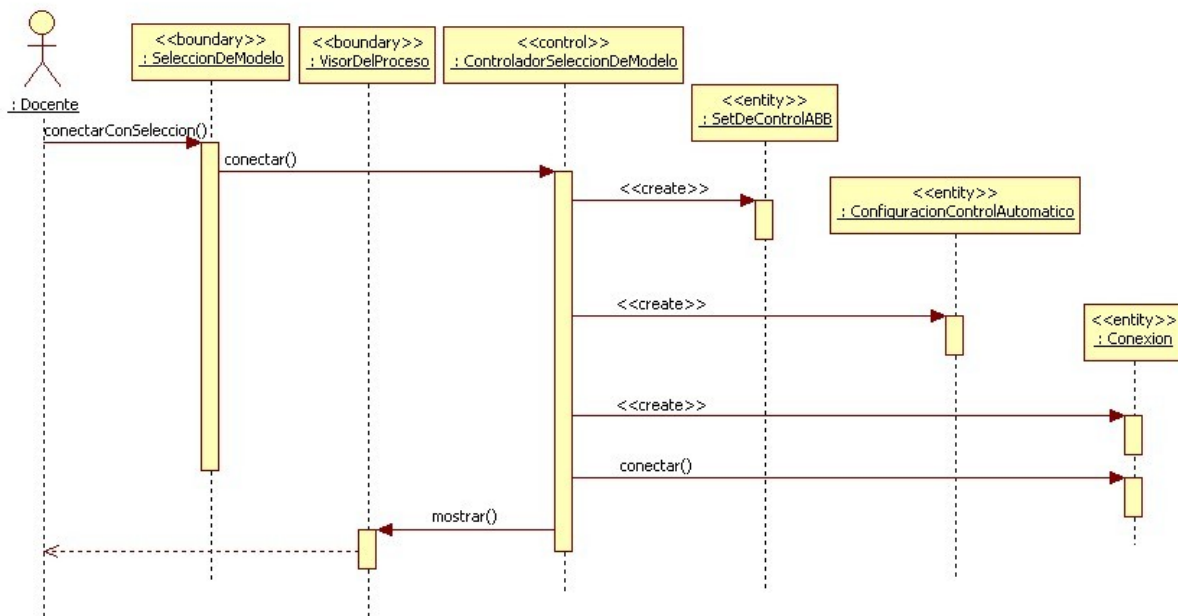 <<boundary>>
: SeleccionDeModelo
<<boundary>>
: VisorDelProceso
<<control>>
: ControladorSeleccionDeModelo
: Docente
<<entity>>
: SetDeControlABB
conectarConSeleccion()
conectar()
<<create>>
<<entity>>
: ConfiguracionControlAutomatico
<<create>>
<<entity>>
: Conexion
<<create>>
conectar()
mostrar()